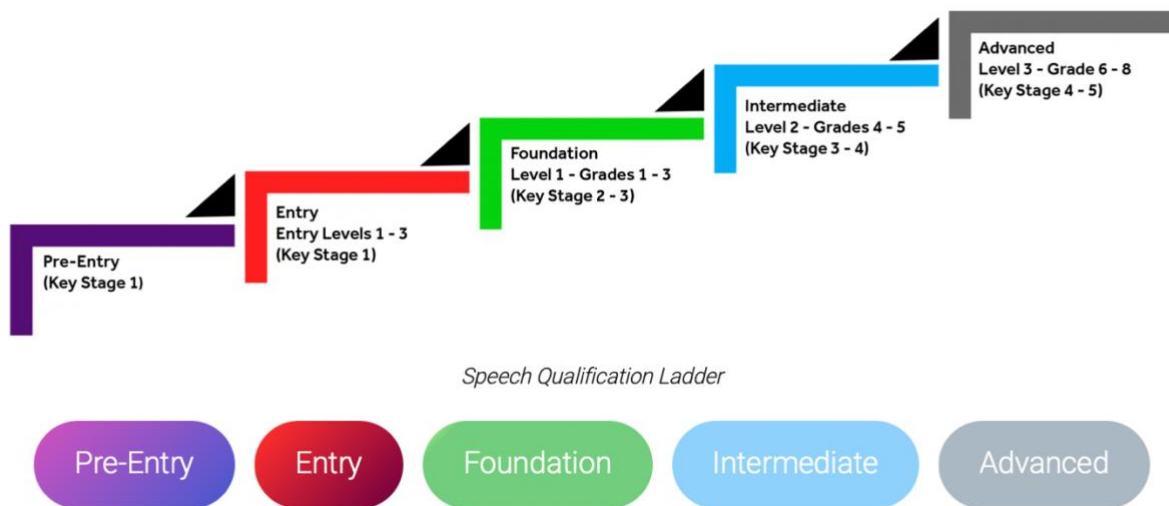 Pre-Entry
(Key Stage 1)
Entry
Entry Levels 1 - 3
(Key Stage 1)
Foundation
Level 1 - Grades 1 - 3
(Key Stage 2 - 3)
Intermediate
Level 2 - Grades 4 - 5
(Key Stage 3 - 4)
Advanced
Level 3 - Grade 6 - 8
(Key Stage 4 - 5)
Speech Qualification Ladder
Pre-Entry
Entry
Foundation
Intermediate
Advanced